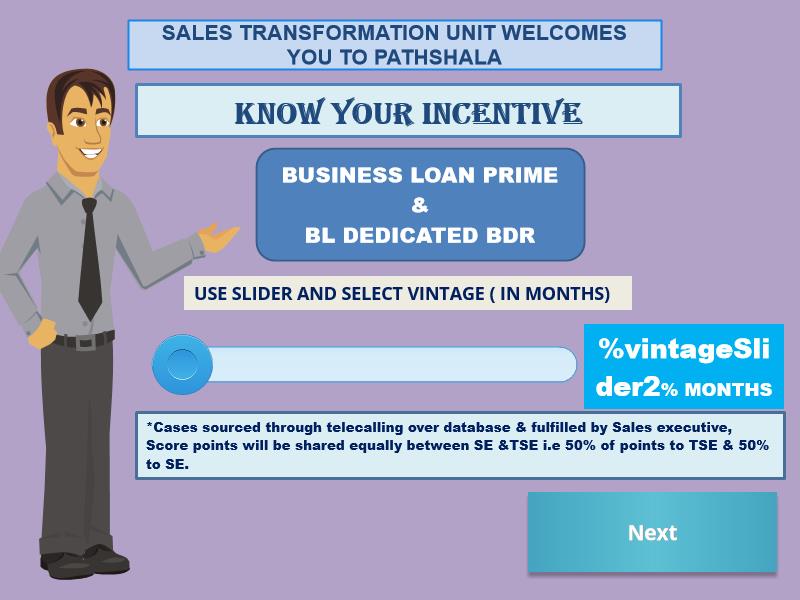 SALES TRANSFORMATION UNIT WELCOMES
YOU TO PATHSHALA
KNOW YOUR INCENTIVE
BUSINESS LOAN PRIME
&
BL DEDICATED BDR
USE SLIDER AND SELECT VINTAGE ( IN MONTHS)
%vintageSli
der2% MONTHS
*Cases sourced through telecalling over database & fulfilled by Sales executive,
Score points will be shared equally between SE &TSE i.e 50% of points to TSE & 50%
to SE.
Next